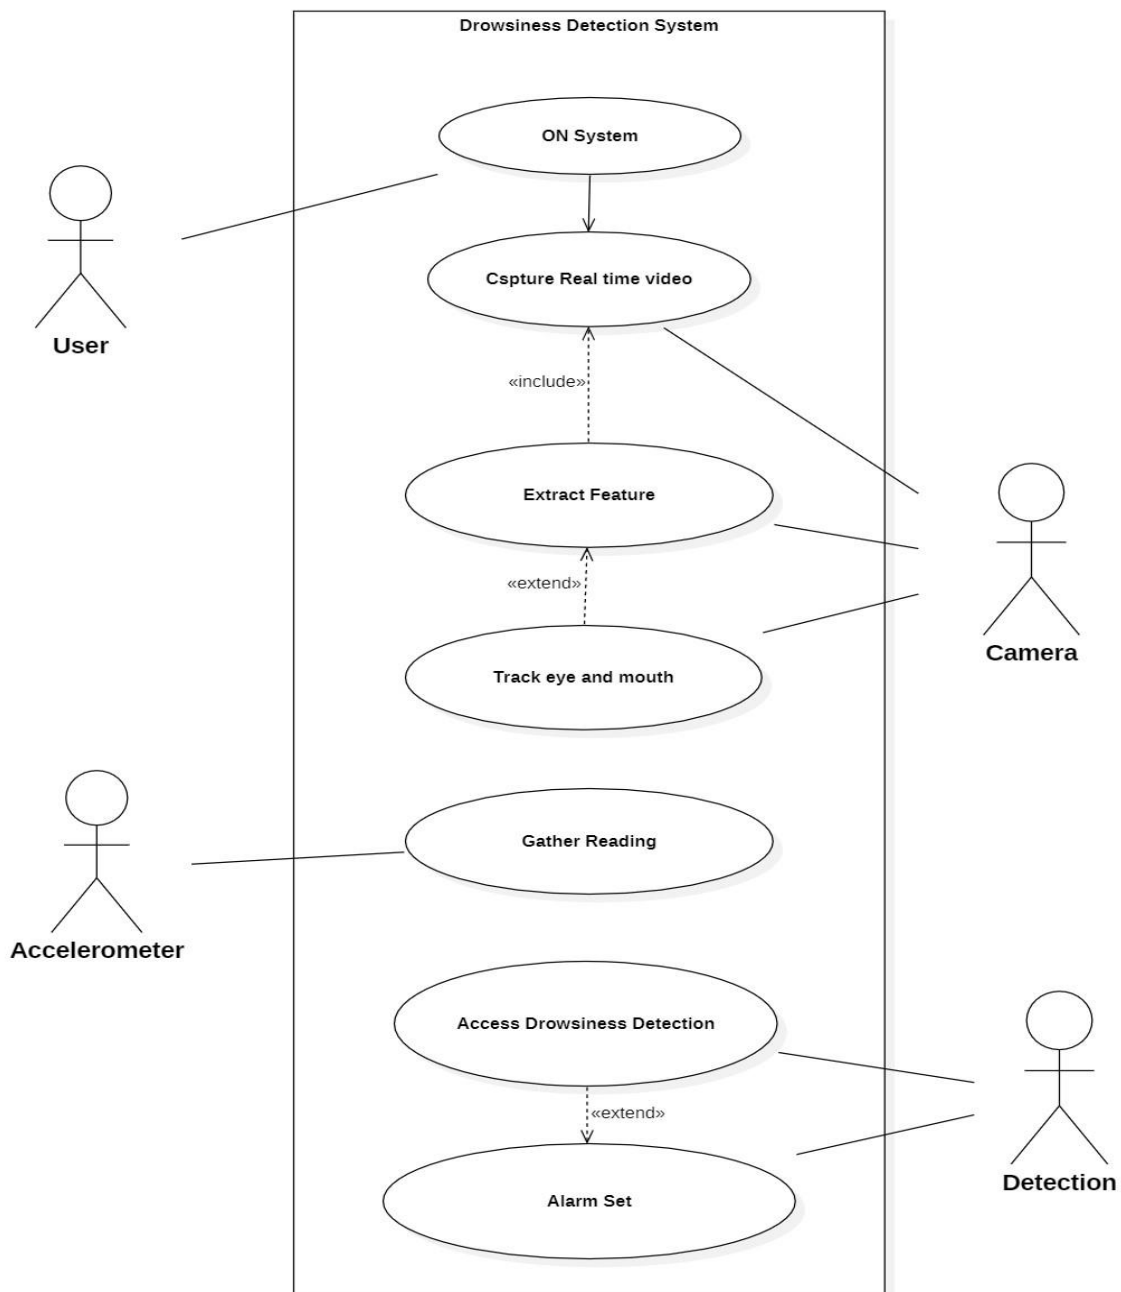 Drowsiness Detection System
ON System
User
Cspture Real time video
«include»
Extract Feature
«extend»
Camera
Track eye and mouth
Accelerometer
Gather Reading
Access Drowsiness Detection
«extend»
Detection
Alarm Set